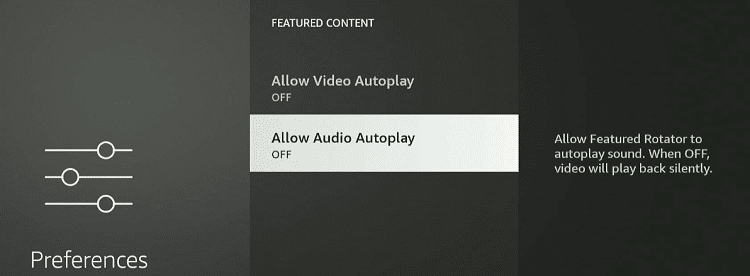 FEATURED CONTENT
Allow Video Autoplay
OFF
Allow Audio Autoplay
OFF
Allow Featured Rotator to
autoplay sound. When OFF,
video will play back silently.
Preferences